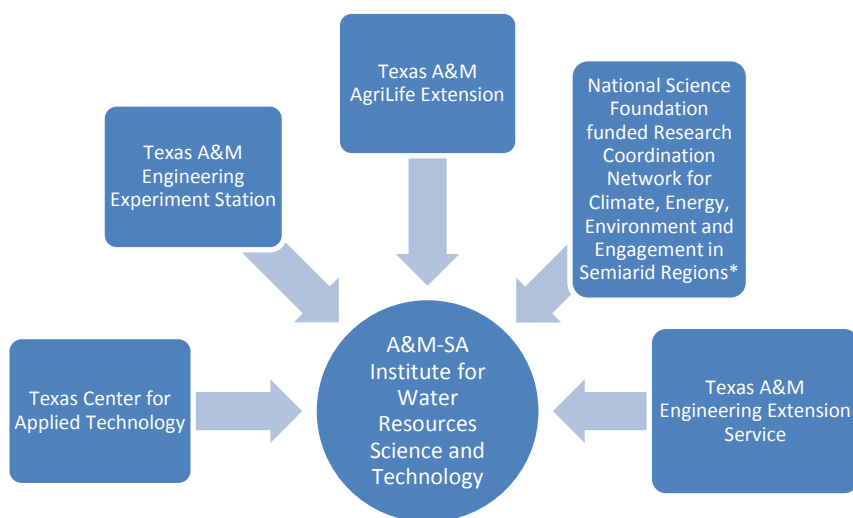 Texas A&M
AgriLife Extension
National Science
Foundation
funded Research
Coordination
Network for
Climate, Energy,
Environment and
Engagement in
Semiarid Regions*
Texas A&M
Engineering
Experiment Station
A&M-SA
Institute for
Water
Resources
Science and
Technology
Texas Center for
Applied Technology
Texas A&M
Engineering Extension
Service